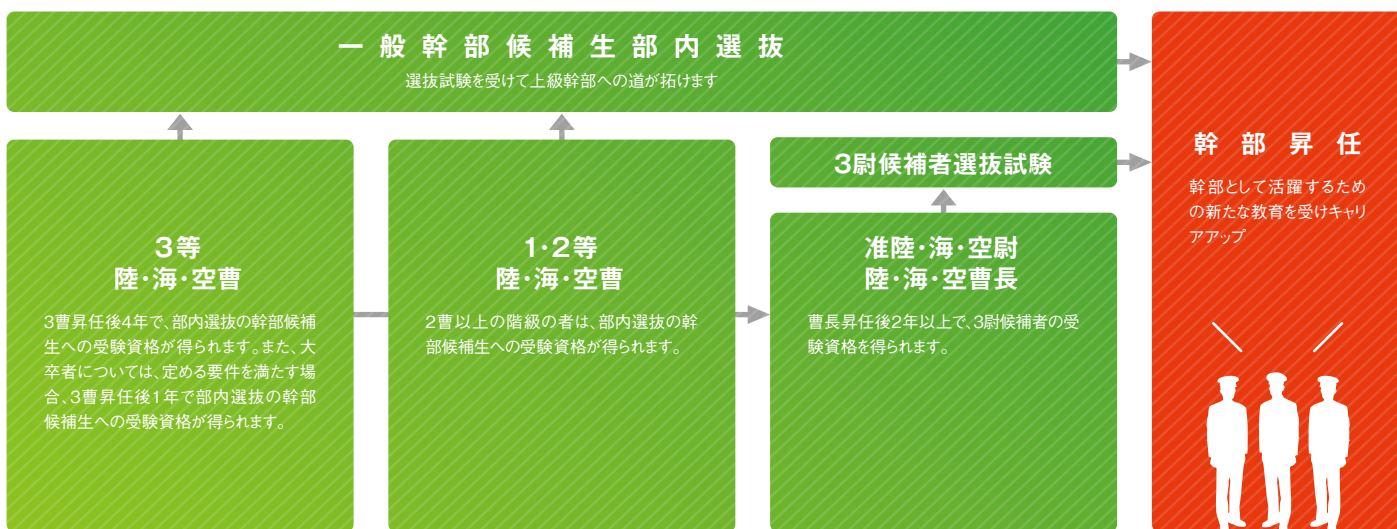 一般幹部候補生部内選抜
選抜試験を受けて上級幹部への道が拓けます
3等
陸・海・空曹
3曹昇任後4年で、部内選抜の幹部候補
生への受験資格が得られます。また、大
卒者については、定める要件を満たす場
合、3曹昇任後1年で部内選抜の幹部
候補生への受験資格が得られます。
1・2等
陸・海・空曹
2曹以上の階級の者は、部内選抜の幹
部候補生への受験資格が得られます。
3尉候補者選抜試験
准陸・海・空尉
陸・海・空曹長
曹長昇任後2年以上で、3尉候補者の受
験資格を得られます。
幹部昇任
幹部として活躍するため
の新たな教育を受けキャリ
アアップ